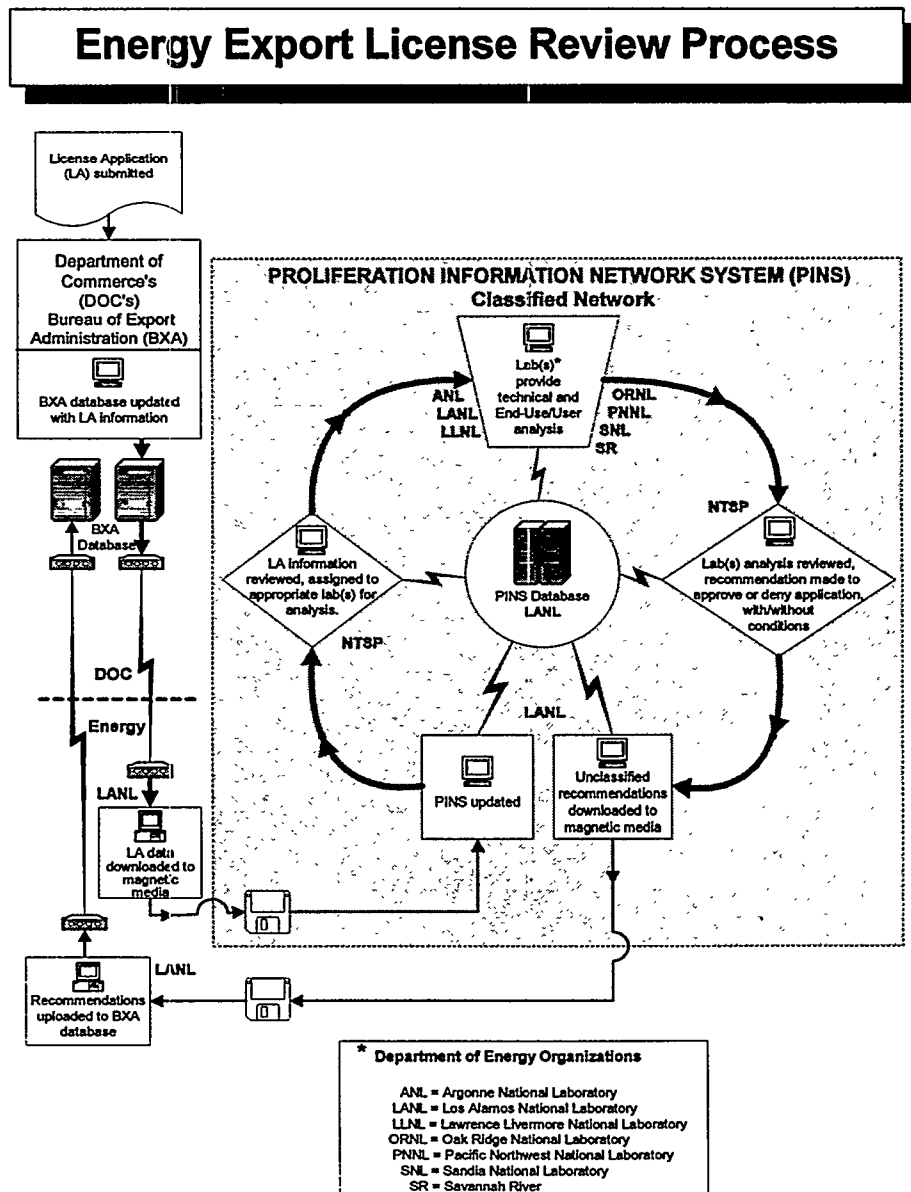 Energy Export License Review Process
License Application
(LA) submitted
Department of
Commerce's
(DOC's)
Bureau of Export
Administration (BXA)
BXA database updated
with LA information
BXA
Database
DOC
Energy
LANL
LA data
downloaded to
magnetic
media
LANL
Recommendations
uploaded to BXA
database
PROLIFERATION INFORMATION NETWORK SYSTEM (PINS)
Classified Network
Lab(s)*
provide
technical and
End-Use/User
analysis
ANL
LANL
LLNL
ORNL
PNNL
SNL
SR
NTSP
Lab(s) analysis reviewed,
recommendation made to
approve or deny application,
with/without
conditions
LA information
reviewed, assigned to
appropriate lab(s) for
analysis.
NTSP
PINS Database
LANL
LANL
PINS updated
Unclassified
recommendations
downloaded to
magnetic media
* Department of Energy Organizations
ANL = Argonne National Laboratory
LANL = Los Alamos National Laboratory
LLNL = Lawrence Livermore National Laboratory
ORNL = Oak Ridge National Laboratory
PNNL = Pacific Northwest National Laboratory
SNL = Sandia National Laboratory
SR = Savannah River